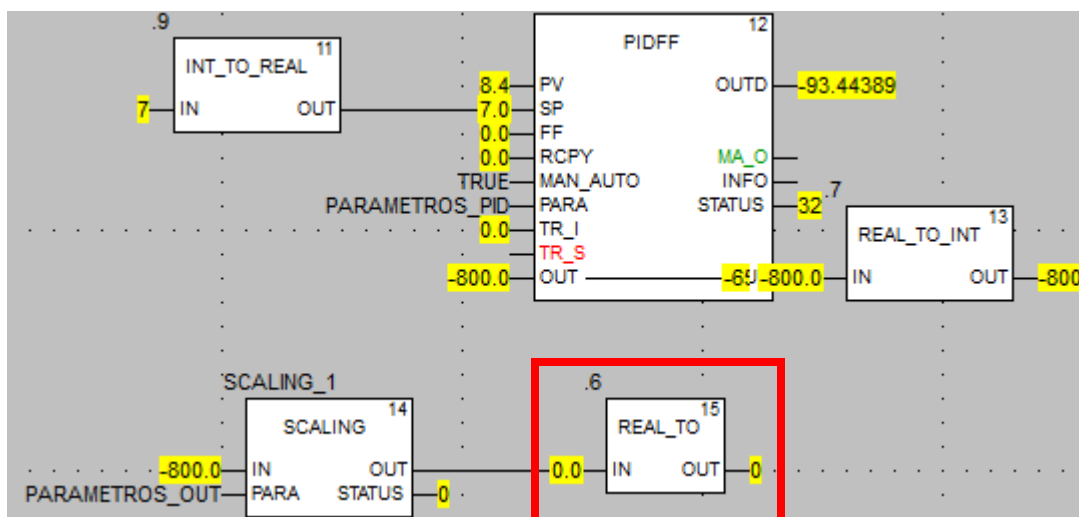 .9
11
INT_TO_REAL
7 IN OUT
12
PIDFF
8.4 PV OUTD -93.44389
7.0 SP
0.0 FF
0.0 RCPY MA_O
TRUE MAN_AUTO INFO
PARAMETROS_PID PARA STATUS 32
0.0 TR_I
TR_S
-800.0 OUT
.7
13
REAL_TO_INT
-800.0 IN OUT -800
SCALING_1
14
SCALING
-800.0 IN OUT
PARAMETROS_OUT PARA STATUS 0
.6
15
REAL_TO
0.0 IN OUT 0